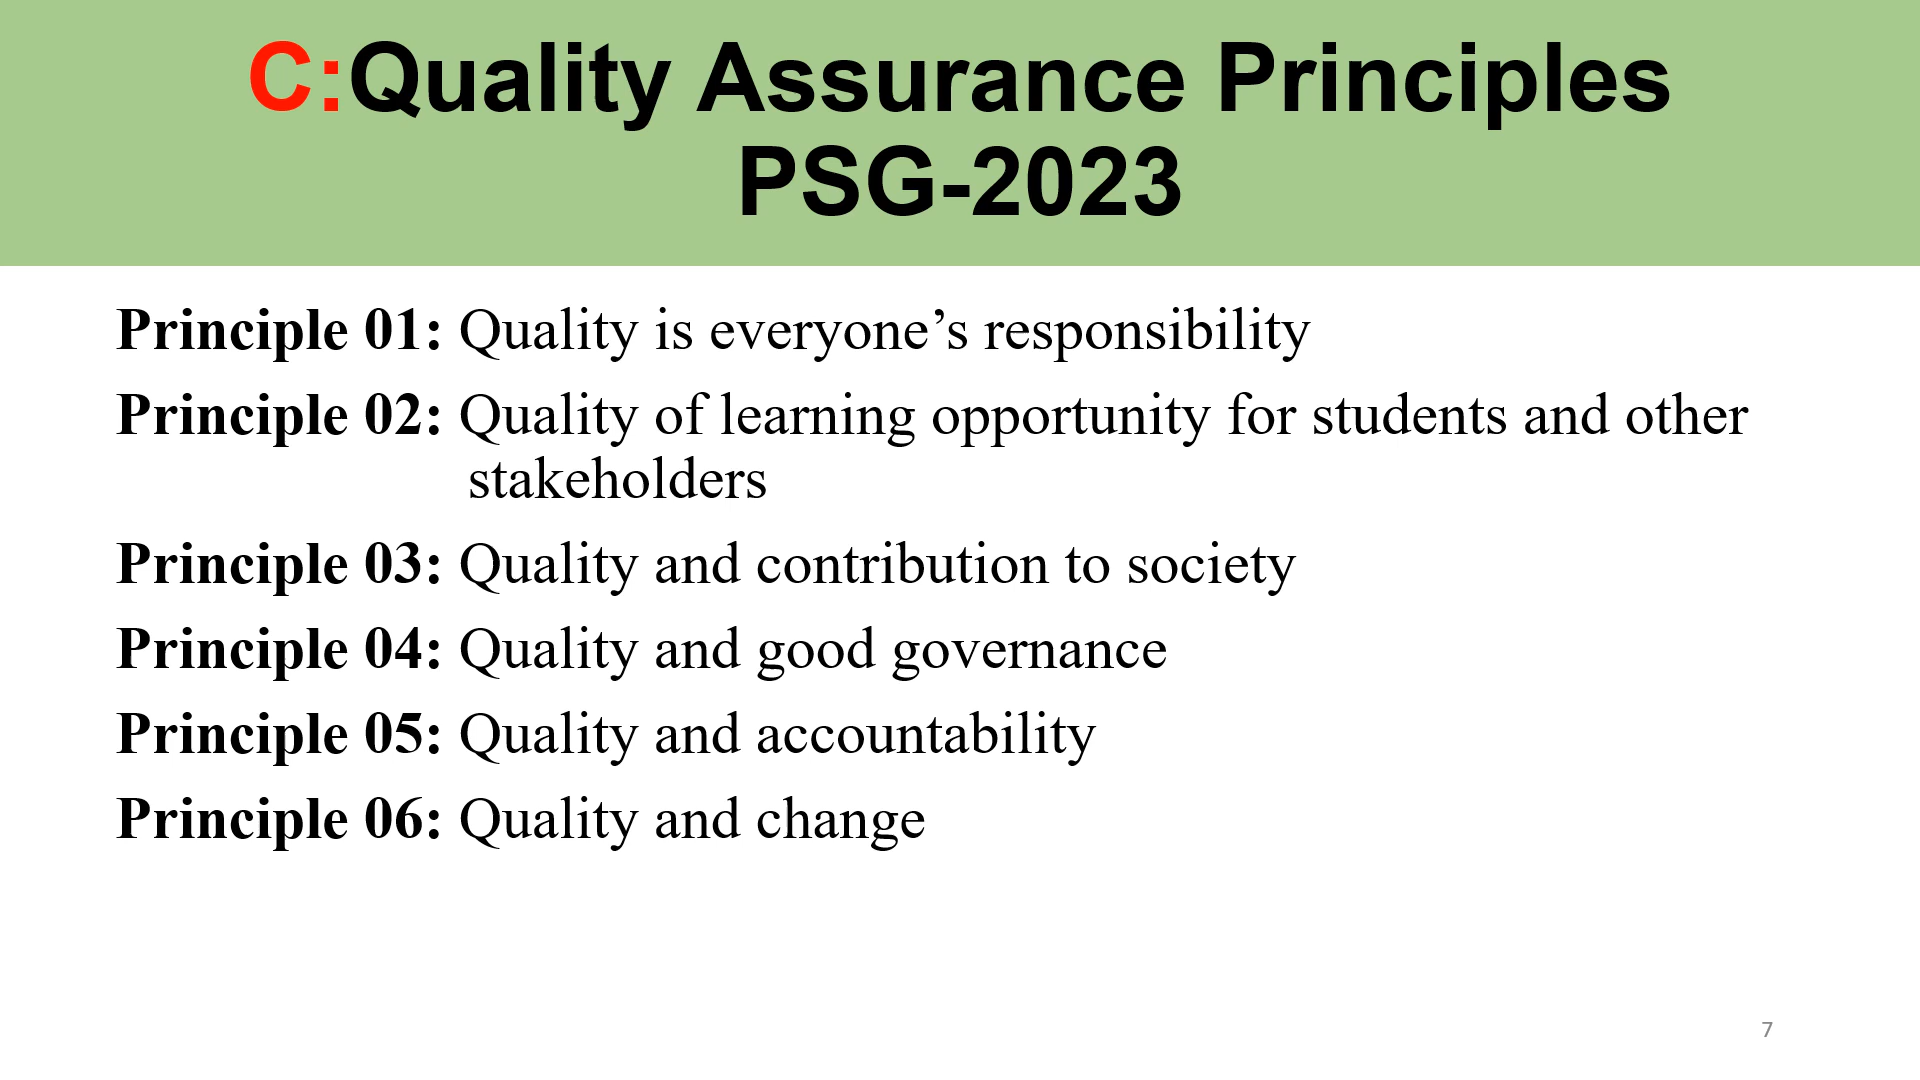 C:Quality Assurance Principles
PSG-2023
Principle 01: Quality is everyone’s responsibility
Principle 02: Quality of learning opportunity for students and other
stakeholders
Principle 03: Quality and contribution to society
Principle 04: Quality and good governance
Principle 05: Quality and accountability
Principle 06: Quality and change
7